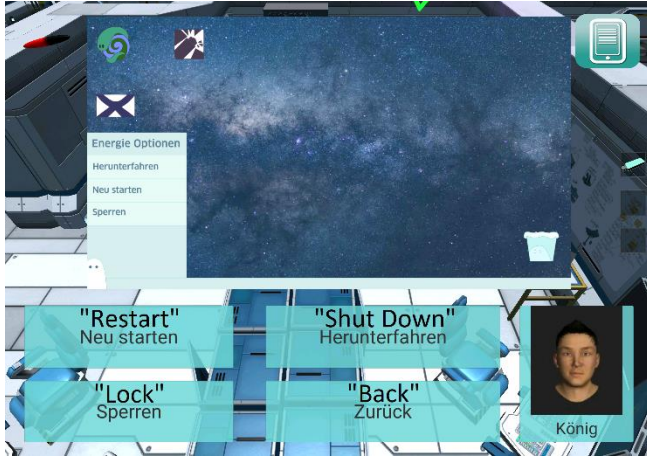 Energie Optionen
Herunterfahren
Neu starten
Sperren
"Restart"
Neu starten
"Shut Down"
Herunterfahren
"Lock"
Sperren
"Back"
Zurück
König